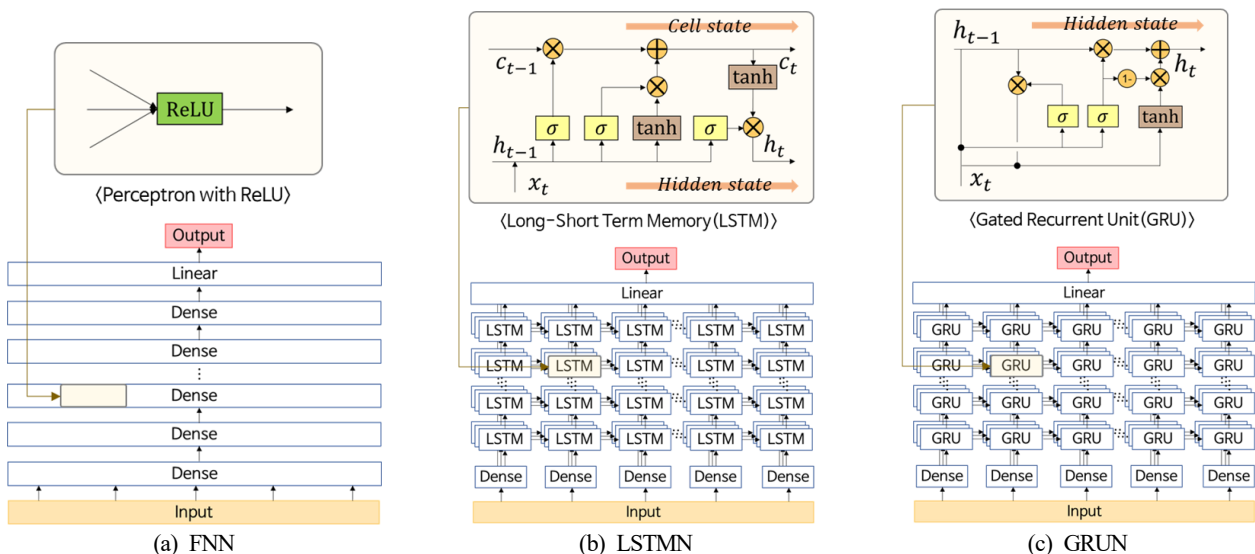 ReLU
⟨Perceptron with ReLU⟩
Output
Linear
Dense
Dense
⋮
Dense
Dense
Dense
Input
(a) FNN
Cell state
c_{t-1}
c_t
tanh
σ
σ
tanh
σ
h_{t-1}
h_t
x_t
Hidden state
⟨Long-Short Term Memory(LSTM)⟩
Output
Linear
LSTM LSTM LSTM LSTM LSTM
LSTM LSTM LSTM LSTM LSTM
LSTM LSTM LSTM LSTM LSTM
LSTM LSTM LSTM LSTM LSTM
Dense Dense Dense Dense Dense
Input
(b) LSTMN
Hidden state
h_{t-1}
h_t
1-
σ
σ
tanh
x_t
⟨Gated Recurrent Unit(GRU)⟩
Output
Linear
GRU GRU GRU GRU GRU
GRU GRU GRU GRU GRU
GRU GRU GRU GRU GRU
GRU GRU GRU GRU GRU
Dense Dense Dense Dense Dense
Input
(c) GRUN